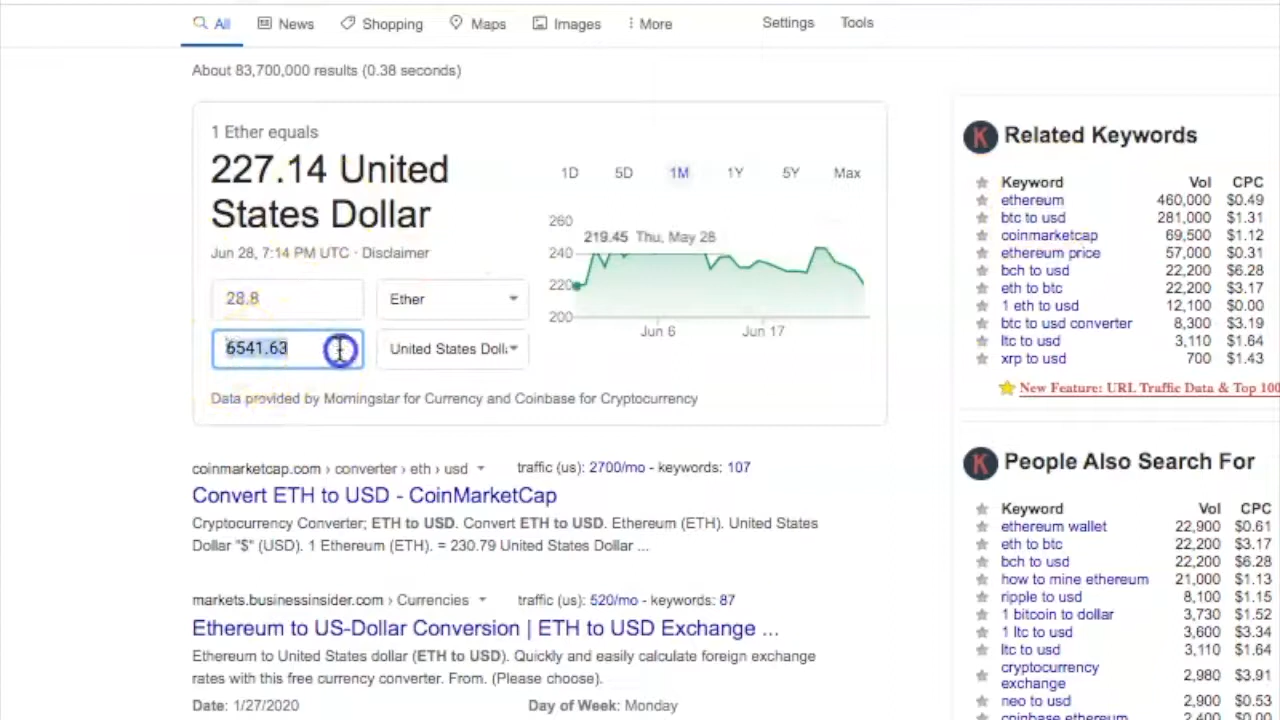 All News Shopping Maps Images More Settings Tools
About 83,700,000 results (0.38 seconds)
1 Ether equals
227.14 United
States Dollar
Jun 28, 7:14 PM UTC · Disclaimer
28.8 Ether
6541.63 United States Doll
1D 5D 1M 1Y 5Y Max
260
219.45 Thu, May 28
240
220
200
Jun 6 Jun 17
Data provided by Morningstar for Currency and Coinbase for Cryptocurrency
coinmarketcap.com › converter › eth › usd traffic (us): 2700/mo - keywords: 107
Convert ETH to USD - CoinMarketCap
Cryptocurrency Converter; ETH to USD. Convert ETH to USD. Ethereum (ETH). United States
Dollar "$" (USD). 1 Ethereum (ETH). = 230.79 United States Dollar ...
markets.businessinsider.com › Currencies traffic (us): 520/mo - keywords: 87
Ethereum to US-Dollar Conversion | ETH to USD Exchange ...
Ethereum to United States dollar (ETH to USD). Quickly and easily calculate foreign exchange
rates with this free currency converter. From. (Please choose).
Date: 1/27/2020 Day of Week: Monday
K Related Keywords
Keyword Vol CPC
ethereum 460,000 $0.49
btc to usd 281,000 $1.31
coinmarketcap 69,500 $1.12
ethereum price 57,000 $0.31
bch to usd 22,200 $6.28
eth to btc 22,200 $3.17
1 eth to usd 12,100 $0.00
btc to usd converter 8,300 $3.19
ltc to usd 3,110 $1.64
xrp to usd 700 $1.43
New Feature: URL Traffic Data & Top 100
K People Also Search For
Keyword Vol CPC
ethereum wallet 22,900 $0.61
eth to btc 22,200 $3.17
bch to usd 22,200 $6.28
how to mine ethereum 21,000 $1.13
ripple to usd 8,100 $1.15
1 bitcoin to dollar 3,730 $1.52
1 ltc to usd 3,600 $3.34
ltc to usd 3,110 $1.64
cryptocurrency
exchange 2,980 $3.91
neo to usd 2,900 $0.53
coinbase ethereum 2,400 $0.00